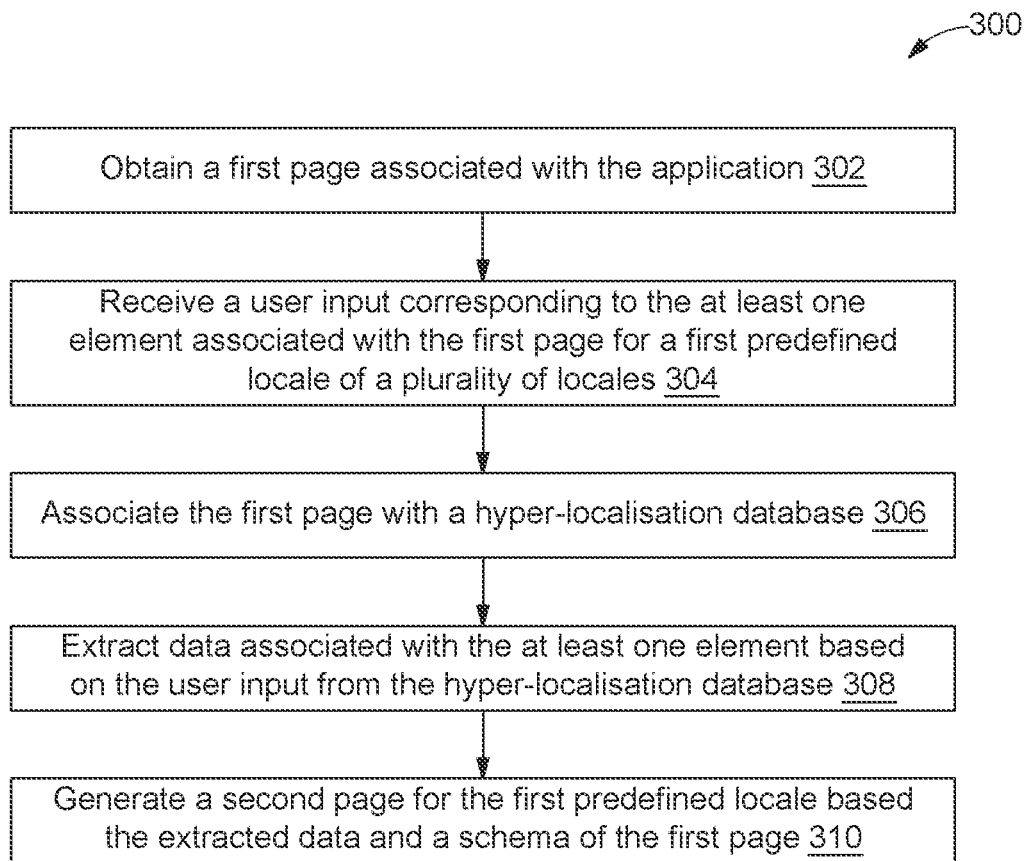 300
Obtain a first page associated with the application 302
Receive a user input corresponding to the at least one
element associated with the first page for a first predefined
locale of a plurality of locales 304
Associate the first page with a hyper-localisation database 306
Extract data associated with the at least one element based
on the user input from the hyper-localisation database 308
Generate a second page for the first predefined locale based
the extracted data and a schema of the first page 310